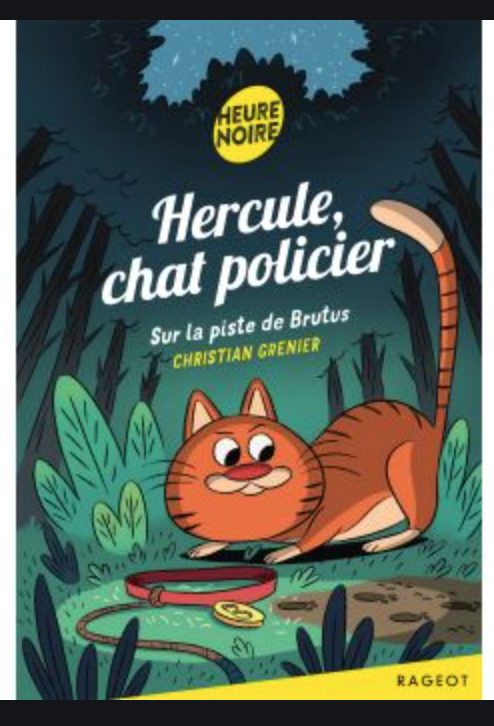 HEURE
NOIRE
Hercule,
chat policier
Sur la piste de Brutus
CHRISTIAN GRENIER
RAGEOT